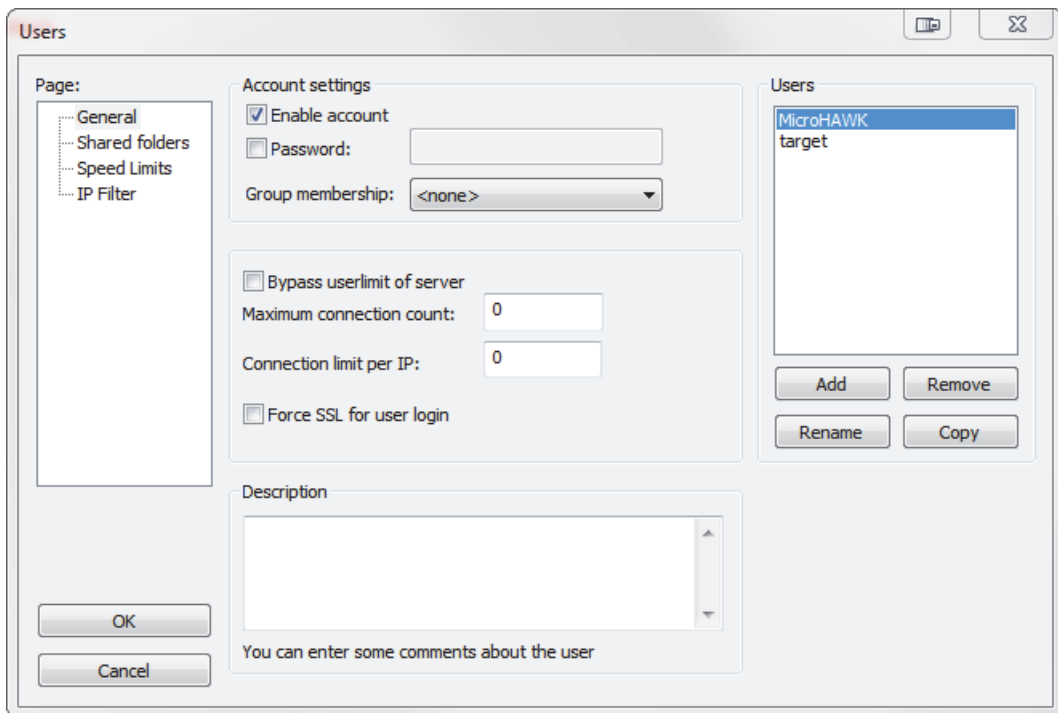 Users
Page:
General
Shared folders
Speed Limits
IP Filter
OK
Cancel
Account settings
Enable account
Password:
Group membership: <none>
Bypass userlimit of server
Maximum connection count: 0
Connection limit per IP: 0
Force SSL for user login
Description
You can enter some comments about the user
Users
MicroHAWK
target
Add Remove
Rename Copy